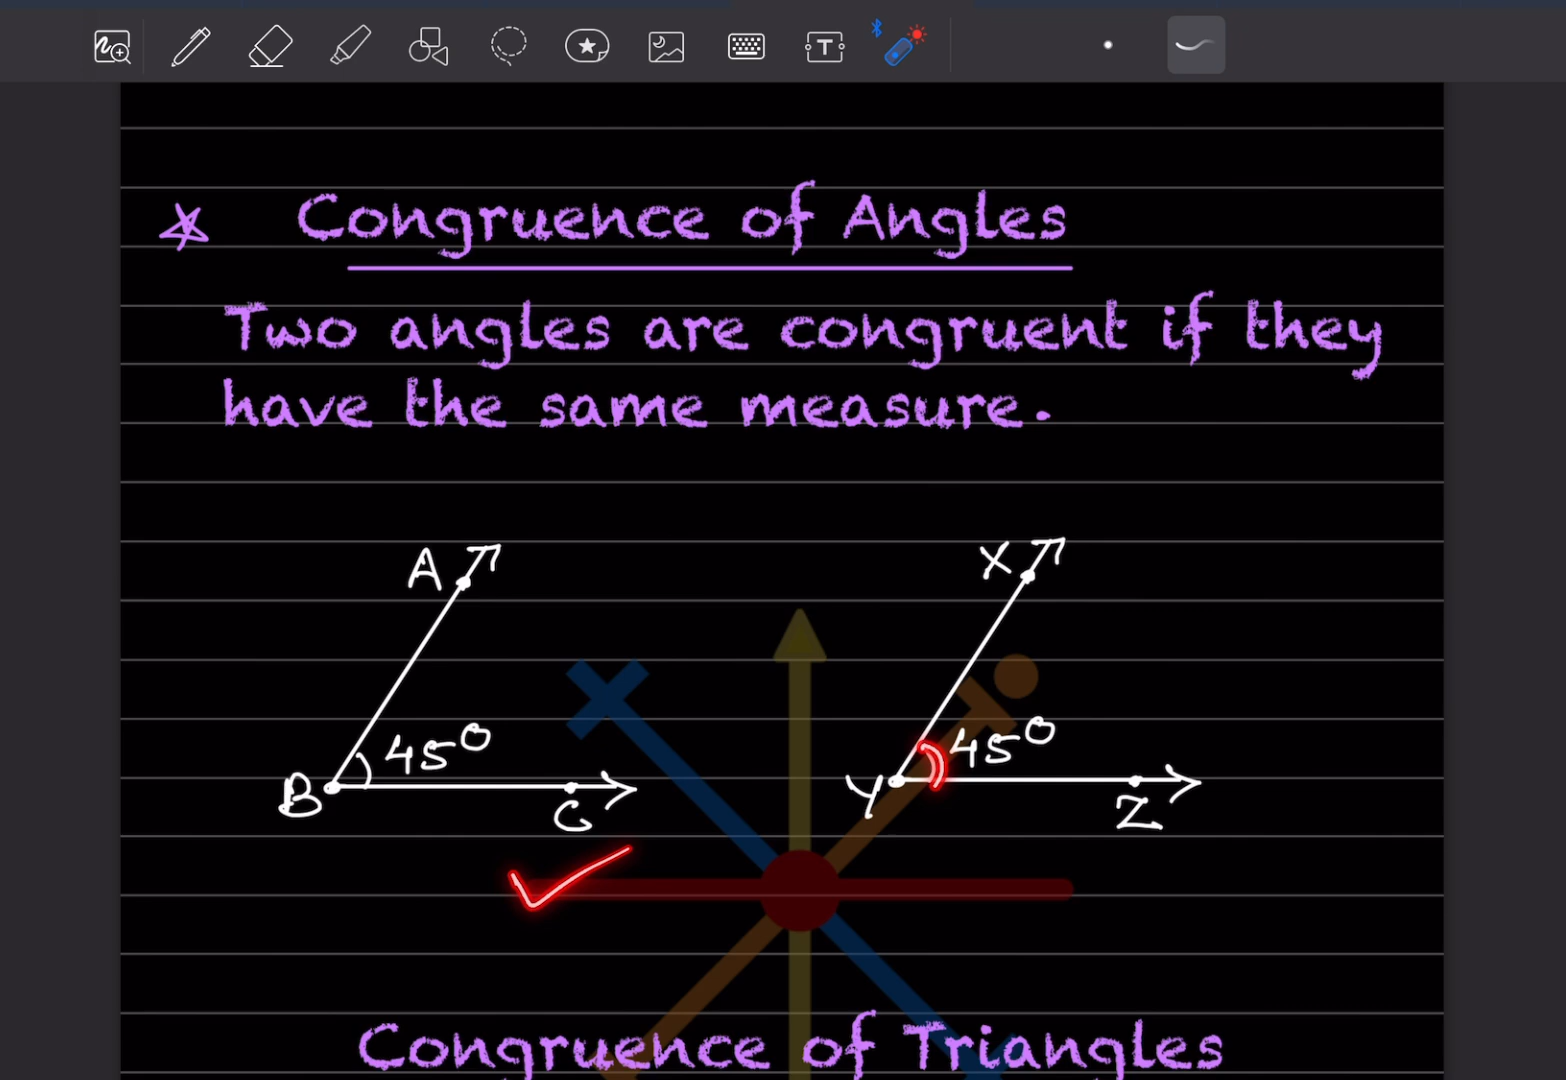 Congruence of Angles
Two angles are congruent if they
have the same measure.
A
X
45°
45°
B
C
Y
Z
Congruence of Triangles